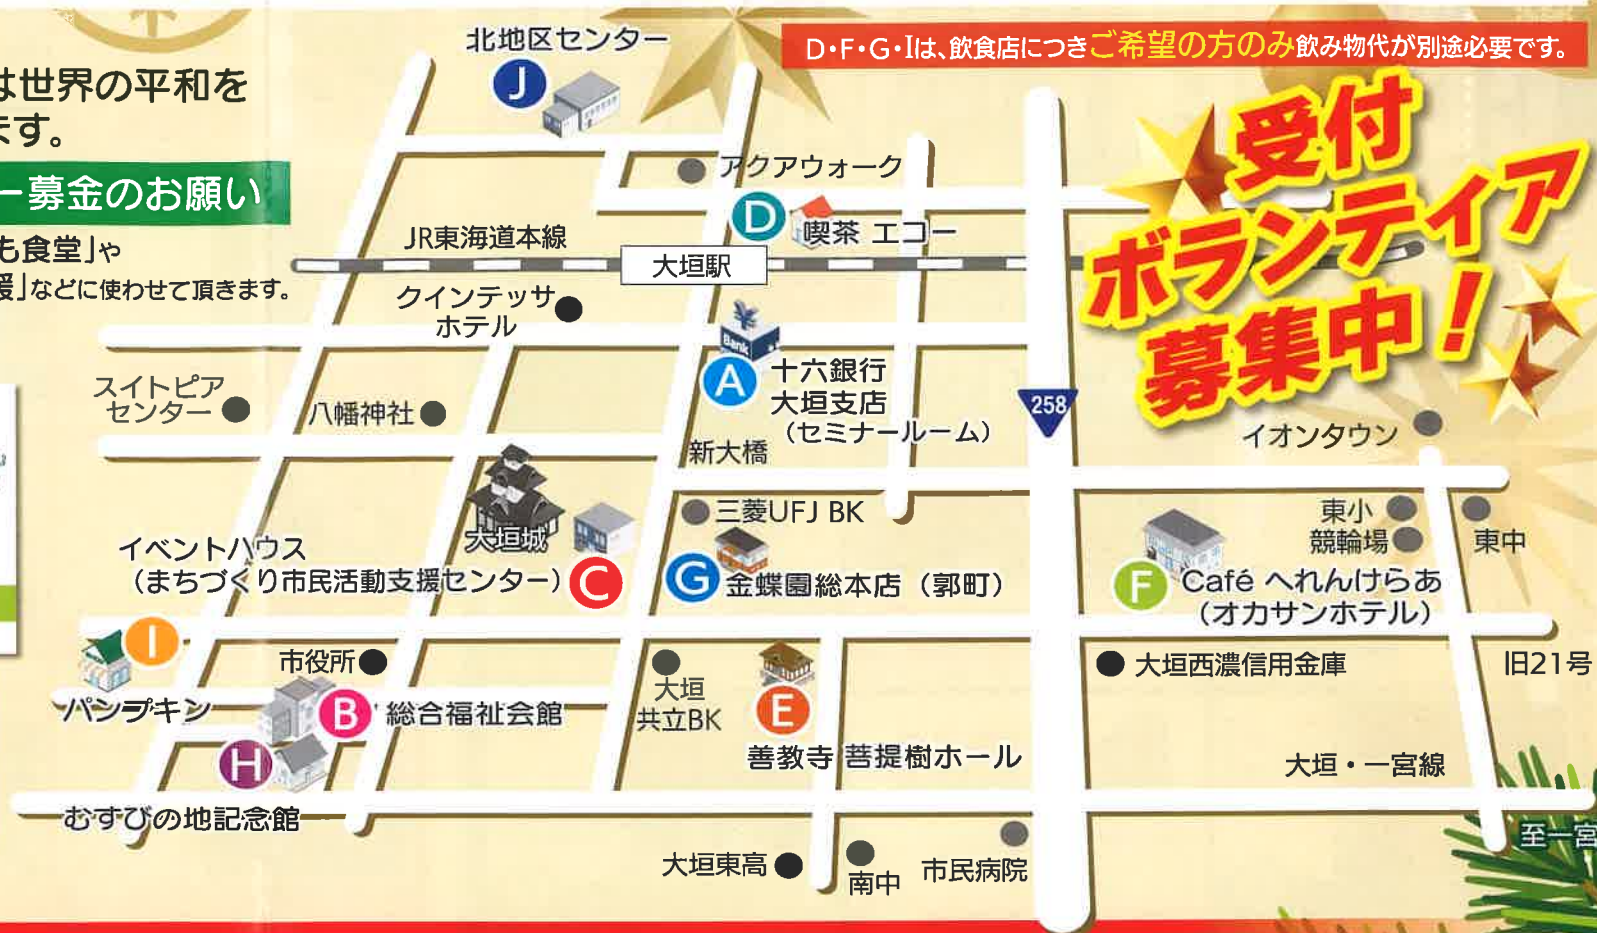 D・F・G・Iは、飲食店につきご希望の方のみ飲み物代が別途必要です。
は世界の平和を
ます。
ー募金のお願い
も食堂」や
援」などに使わせて頂きます。
受付
ボランティア
募集中！
北地区センター
J
アクアウォーク
D
喫茶 エコー
JR東海道本線
大垣駅
クインテッサ
ホテル
Bank
A
十六銀行
大垣支店
（セミナールーム）
258
スイトピア
センター
八幡神社
新大橋
イオンタウン
大垣城
三菱UFJ BK
東小
競輪場
東中
イベントハウス
（まちづくり市民活動支援センター）
C
G
金蝶園総本店（郭町）
F
Café へれんけらあ
（オカサンホテル）
I
パンプキン
市役所
大垣
共立BK
E
善教寺 菩提樹ホール
大垣西濃信用金庫
旧21号
B
総合福祉会館
H
むすびの地記念館
大垣・一宮線
至一宮
大垣東高
南中
市民病院